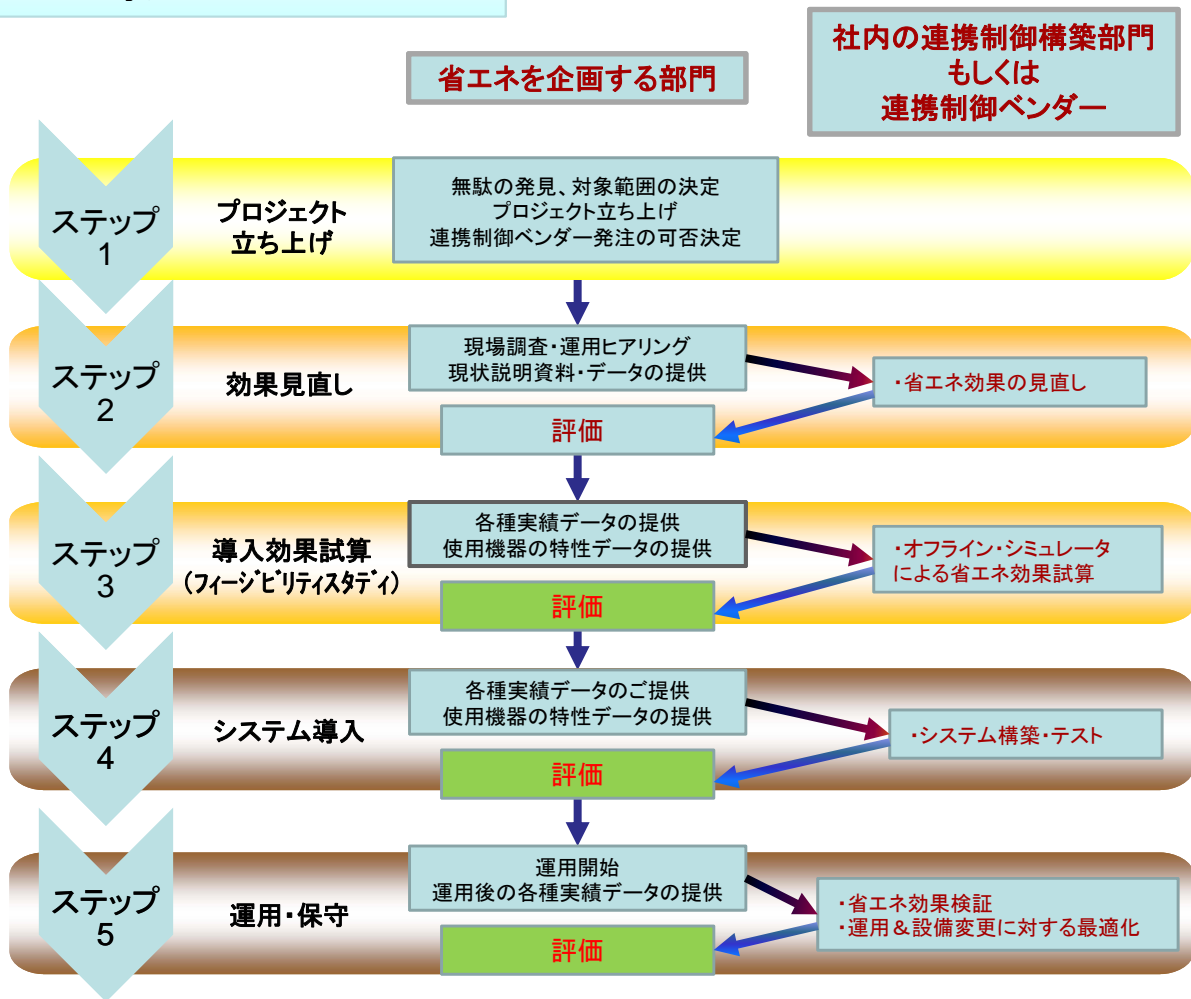 省エネを企画する部門
社内の連携制御構築部門
もしくは
連携制御ベンダー
ステップ
1
プロジェクト
立ち上げ
無駄の発見、対象範囲の決定
プロジェクト立ち上げ
連携制御ベンダー発注の可否決定
ステップ
2
効果見直し
現場調査・運用ヒアリング
現状説明資料・データの提供
・省エネ効果の見直し
評価
ステップ
3
導入効果試算
（フィージビリティスタディ）
各種実績データの提供
使用機器の特性データの提供
・オフライン・シミュレータ
による省エネ効果試算
評価
ステップ
4
システム導入
各種実績データのご提供
使用機器の特性データの提供
・システム構築・テスト
評価
ステップ
5
運用・保守
運用開始
運用後の各種実績データの提供
・省エネ効果検証
・運用＆設備変更に対する最適化
評価